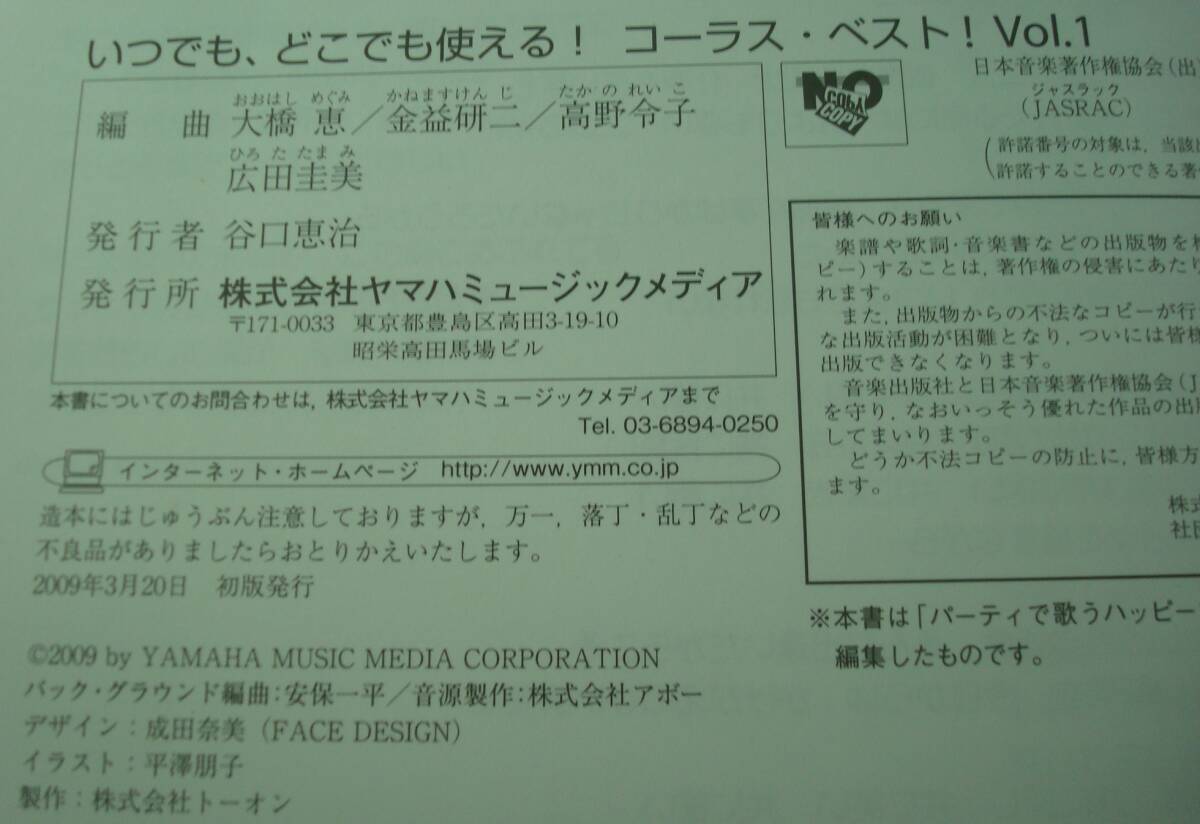 いつでも、どこでも使える！ コーラス・ベスト！Vol.1
おおはし めぐみ かねますけんじ たかのれいこ
編 曲 大橋 恵／金益研二／高野令子
ひろたたまみ
広田圭美
発行者 谷口恵治
発行所 株式会社ヤマハミュージックメディア
〒171-0033 東京都豊島区高田3-19-10
昭栄高田馬場ビル
本書についてのお問合わせは，株式会社ヤマハミュージックメディアまで
Tel. 03-6894-0250
インターネット・ホームページ http://www.ymm.co.jp
造本にはじゅうぶん注意しておりますが，万一，落丁・乱丁などの
不良品がありましたらおとりかえいたします。
2009年3月20日 初版発行
©2009 by YAMAHA MUSIC MEDIA CORPORATION
バック・グラウンド編曲：安保一平／音源製作：株式会社アボー
デザイン：成田奈美（FACE DESIGN）
イラスト：平澤朋子
製作：株式会社トーオン
NO COPY
日本音楽著作権協会（出
ジャスラック
（JASRAC）
許諾番号の対象は，当該出
許諾することのできる著
皆様へのお願い
楽譜や歌詞・音楽書などの出版物を
ピー）することは，著作権の侵害にあたり
れます。
また，出版物からの不法なコピーが行
な出版活動が困難となり，ついには皆様
出版できなくなります。
音楽出版社と日本音楽著作権協会（J
を守り，なおいっそう優れた作品の出版
してまいります。
どうか不法コピーの防止に，皆様方
ます。
株式
社団
※本書は「パーティで歌うハッピー
編集したものです。